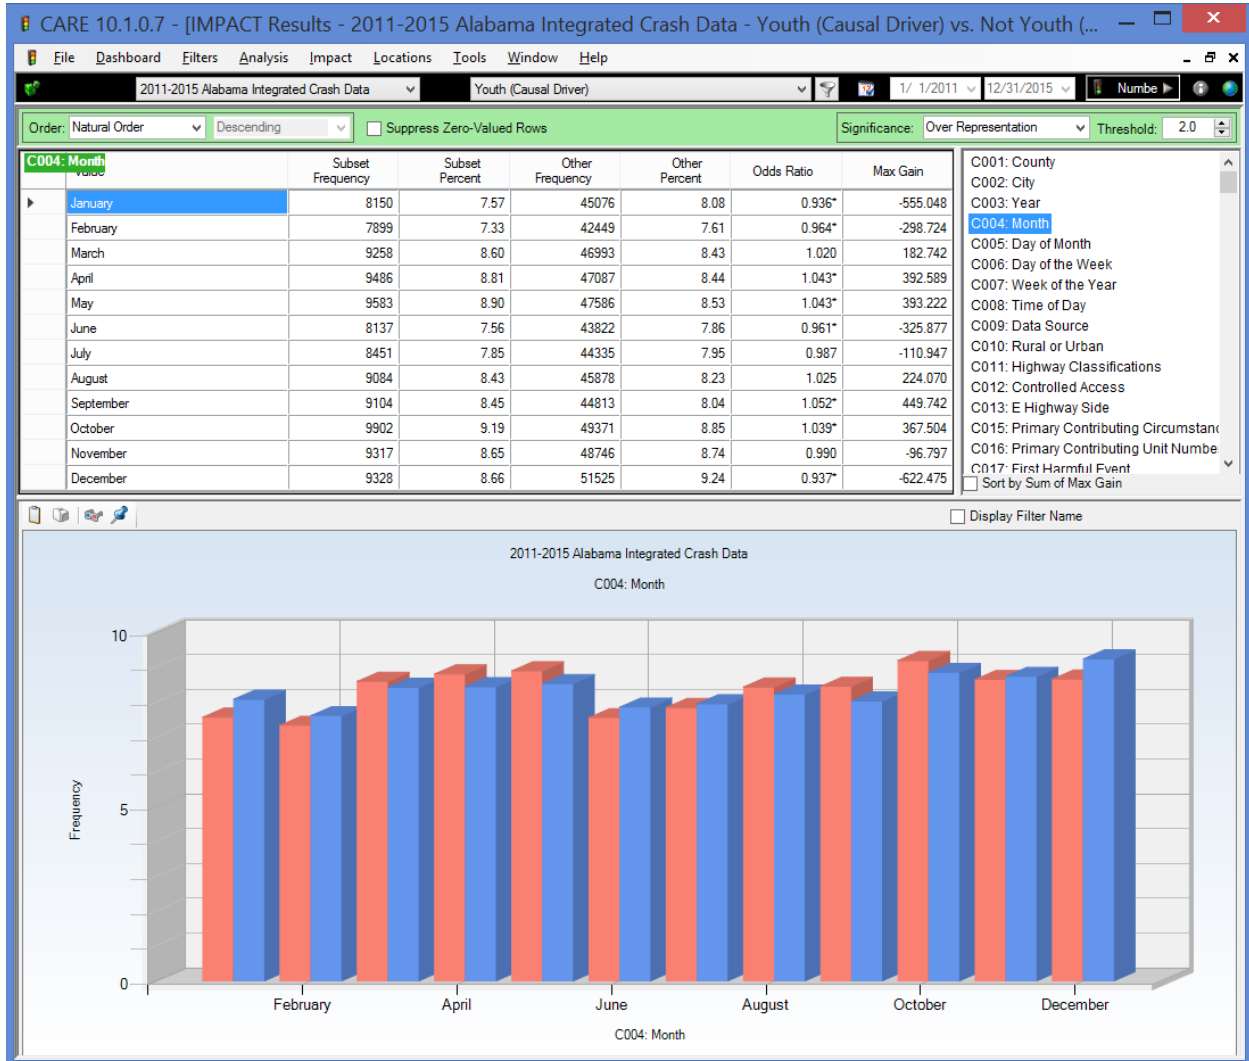 CARE 10.1.0.7 - [IMPACT Results - 2011-2015 Alabama Integrated Crash Data - Youth (Causal Driver) vs. Not Youth (...
File Dashboard Filters Analysis Impact Locations Tools Window Help
2011-2015 Alabama Integrated Crash Data Youth (Causal Driver) 1/ 1/2011 12/31/2015 Numbe
Order: Natural Order Descending Suppress Zero-Valued Rows Significance: Over Representation Threshold: 2.0
C004: Month Subset Frequency Subset Percent Other Frequency Other Percent Odds Ratio Max Gain
January 8150 7.57 45076 8.08 0.936* -555.048
February 7899 7.33 42449 7.61 0.964* -298.724
March 9258 8.60 46993 8.43 1.020 182.742
April 9486 8.81 47087 8.44 1.043* 392.589
May 9583 8.90 47586 8.53 1.043* 393.222
June 8137 7.56 43822 7.86 0.961* -325.877
July 8451 7.85 44335 7.95 0.987 -110.947
August 9084 8.43 45878 8.23 1.025 224.070
September 9104 8.45 44813 8.04 1.052* 449.742
October 9902 9.19 49371 8.85 1.039* 367.504
November 9317 8.65 48746 8.74 0.990 -96.797
December 9328 8.66 51525 9.24 0.937* -622.475
C001: County
C002: City
C003: Year
C004: Month
C005: Day of Month
C006: Day of the Week
C007: Week of the Year
C008: Time of Day
C009: Data Source
C010: Rural or Urban
C011: Highway Classifications
C012: Controlled Access
C013: E Highway Side
C015: Primary Contributing Circumstanc
C016: Primary Contributing Unit Numbe
C017: First Harmful Event
Sort by Sum of Max Gain
Display Filter Name
2011-2015 Alabama Integrated Crash Data
C004: Month
10
5
0
Frequency
February April June August October December
C004: Month